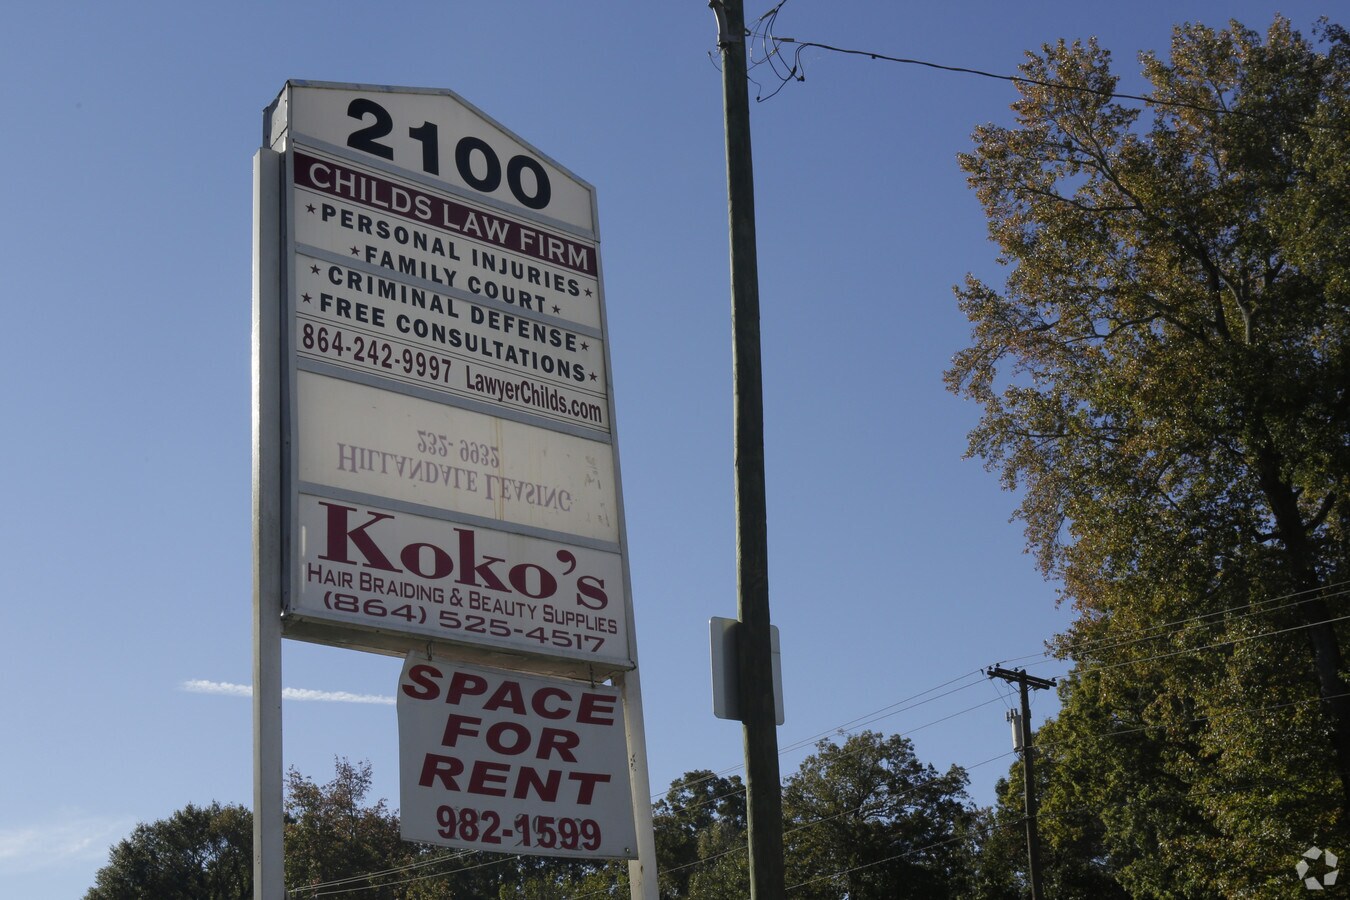 2100
CHILDS LAW FIRM
★PERSONAL INJURIES★
★FAMILY COURT★
★CRIMINAL DEFENSE★
★FREE CONSULTATIONS★
864-242-9997 LawyerChilds.com
232-9932
HILLANDALE LEASING
Koko's
HAIR BRAIDING & BEAUTY SUPPLIES
(864) 525-4517
SPACE
FOR
RENT
982-1599